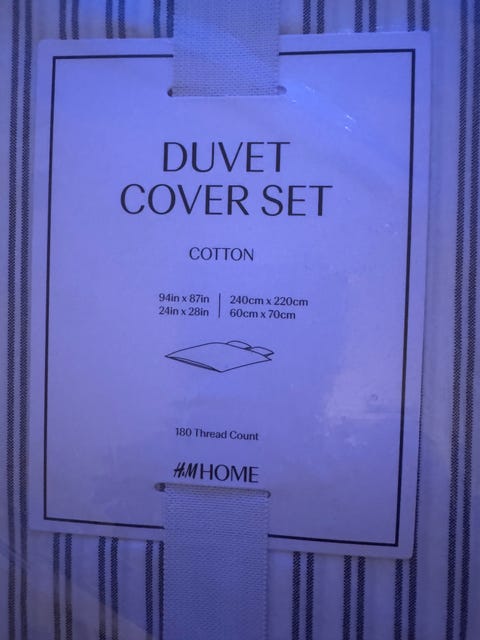 DUVET
COVER SET
COTTON
94in x 87in | 240cm x 220cm
24in x 28in | 60cm x 70cm
180 Thread Count
H&M HOME